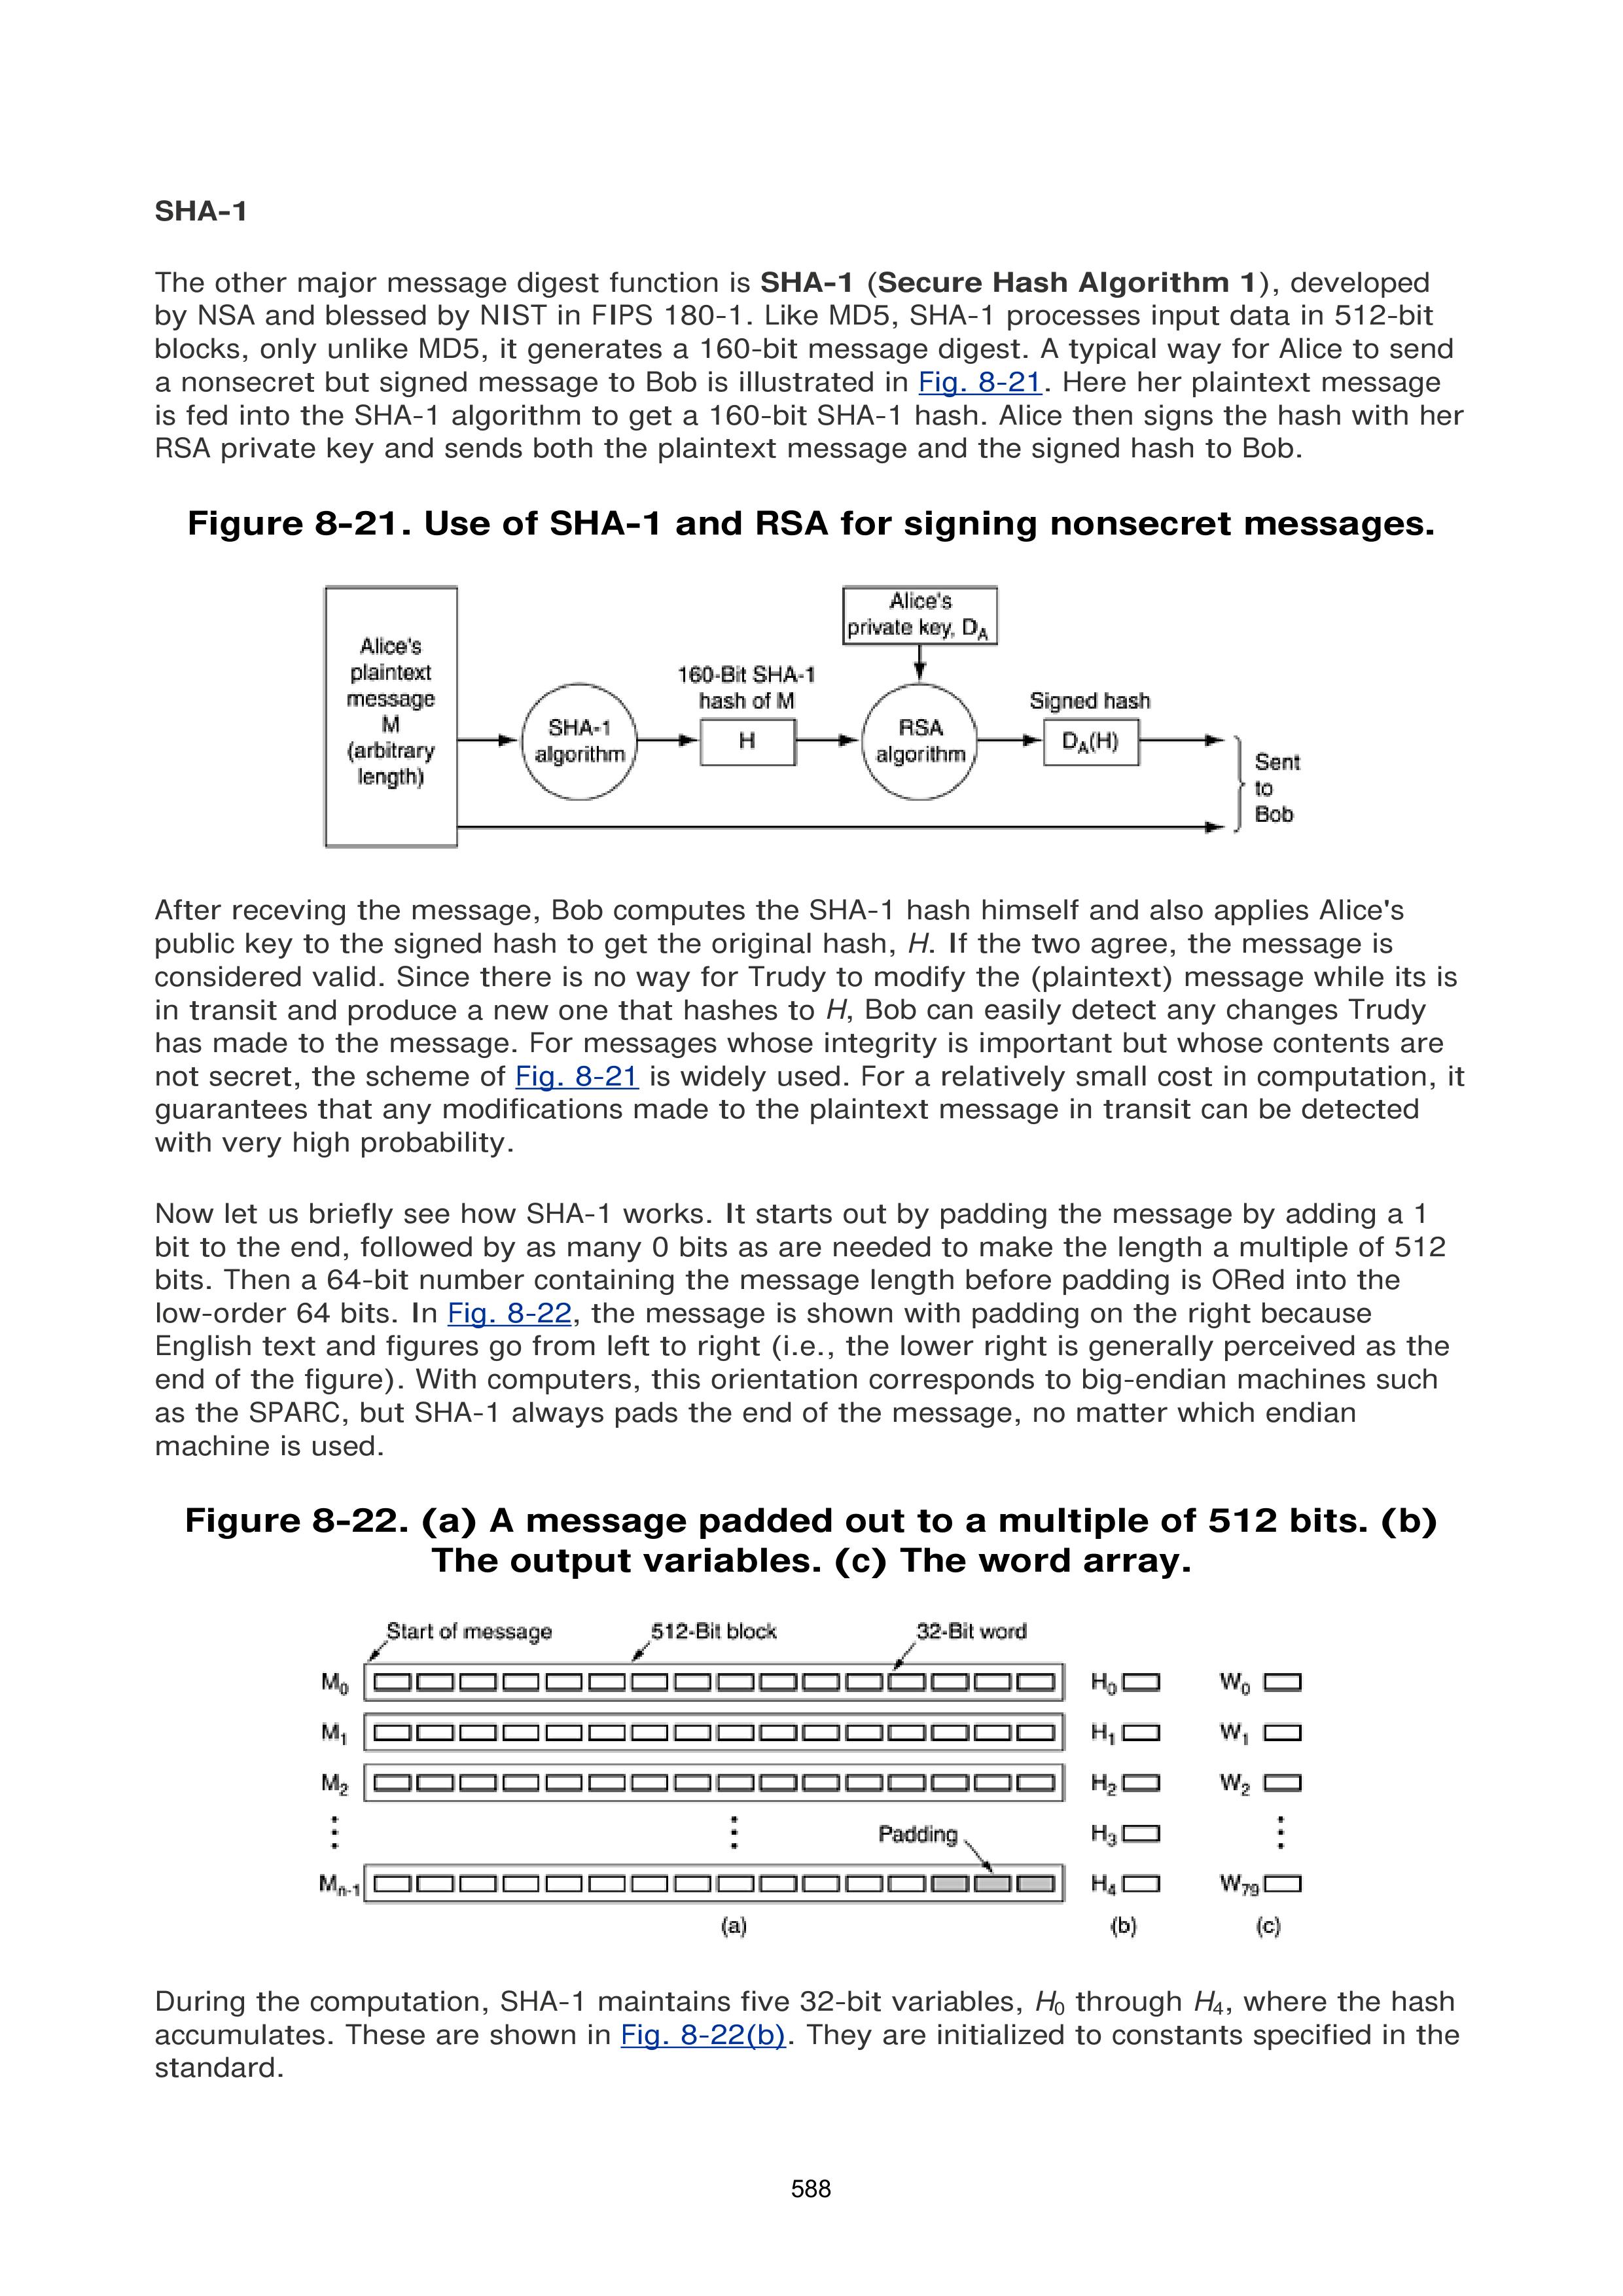 SHA-1
The other major message digest function is SHA-1 (Secure Hash Algorithm 1), developed
by NSA and blessed by NIST in FIPS 180-1. Like MD5, SHA-1 processes input data in 512-bit
blocks, only unlike MD5, it generates a 160-bit message digest. A typical way for Alice to send
a nonsecret but signed message to Bob is illustrated in Fig. 8-21. Here her plaintext message
is fed into the SHA-1 algorithm to get a 160-bit SHA-1 hash. Alice then signs the hash with her
RSA private key and sends both the plaintext message and the signed hash to Bob.
Figure 8-21. Use of SHA-1 and RSA for signing nonsecret messages.
Alice's
plaintext
message
M
(arbitrary
length)
SHA-1
algorithm
160-Bit SHA-1
hash of M
H
Alice's
private key, DA
RSA
algorithm
Signed hash
DA(H)
Sent
to
Bob
After receving the message, Bob computes the SHA-1 hash himself and also applies Alice's
public key to the signed hash to get the original hash, H. If the two agree, the message is
considered valid. Since there is no way for Trudy to modify the (plaintext) message while its is
in transit and produce a new one that hashes to H, Bob can easily detect any changes Trudy
has made to the message. For messages whose integrity is important but whose contents are
not secret, the scheme of Fig. 8-21 is widely used. For a relatively small cost in computation, it
guarantees that any modifications made to the plaintext message in transit can be detected
with very high probability.
Now let us briefly see how SHA-1 works. It starts out by padding the message by adding a 1
bit to the end, followed by as many 0 bits as are needed to make the length a multiple of 512
bits. Then a 64-bit number containing the message length before padding is ORed into the
low-order 64 bits. In Fig. 8-22, the message is shown with padding on the right because
English text and figures go from left to right (i.e., the lower right is generally perceived as the
end of the figure). With computers, this orientation corresponds to big-endian machines such
as the SPARC, but SHA-1 always pads the end of the message, no matter which endian
machine is used.
Figure 8-22. (a) A message padded out to a multiple of 512 bits. (b)
The output variables. (c) The word array.
Start of message 512-Bit block 32-Bit word
M0 H0 W0
M1 H1 W1
M2 H2 W2
Padding H3
Mn-1 H4 W79
(a) (b) (c)
During the computation, SHA-1 maintains five 32-bit variables, H0 through H4, where the hash
accumulates. These are shown in Fig. 8-22(b). They are initialized to constants specified in the
standard.
588